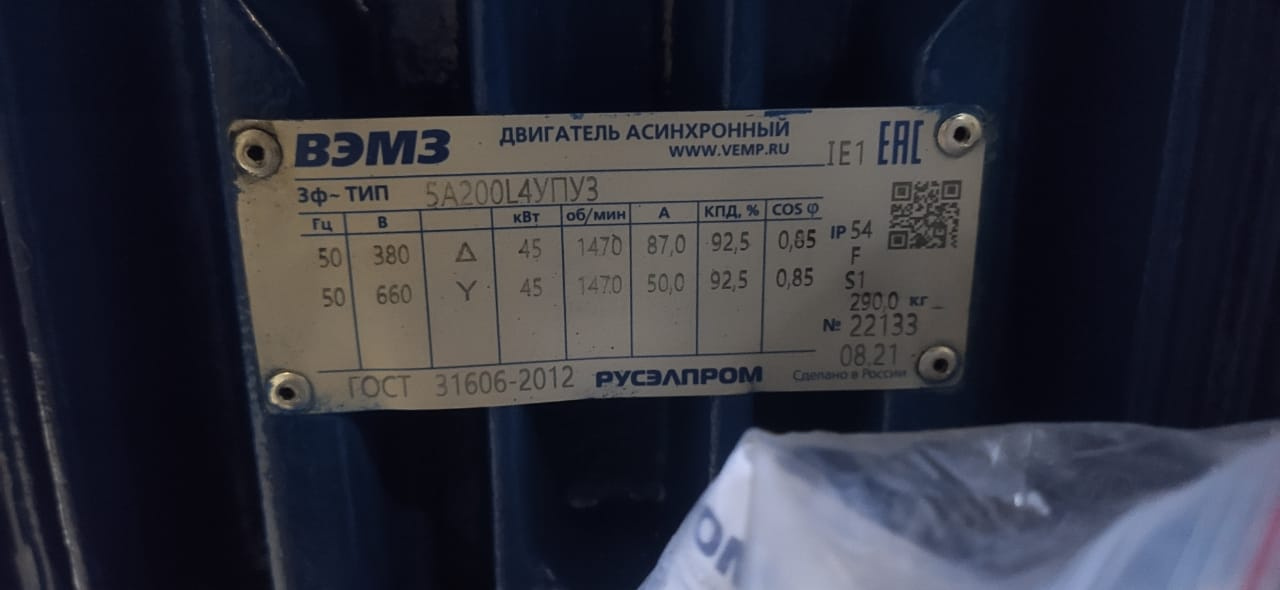 ВЭМЗ ДВИГАТЕЛЬ АСИНХРОННЫЙ
WWW.VEMP.RU IE1 EAC
3ф~ ТИП 5А200L4УПУ3
Гц В кВт об/мин А КПД, % COS φ
50 380 Δ 45 1470 87,0 92,5 0,85 IP 54
F
50 660 Y 45 1470 50,0 92,5 0,85 S1
290,0 кг
№ 22133
08.21
ГОСТ 31606-2012 РУСЭЛПРОМ Сделано в России